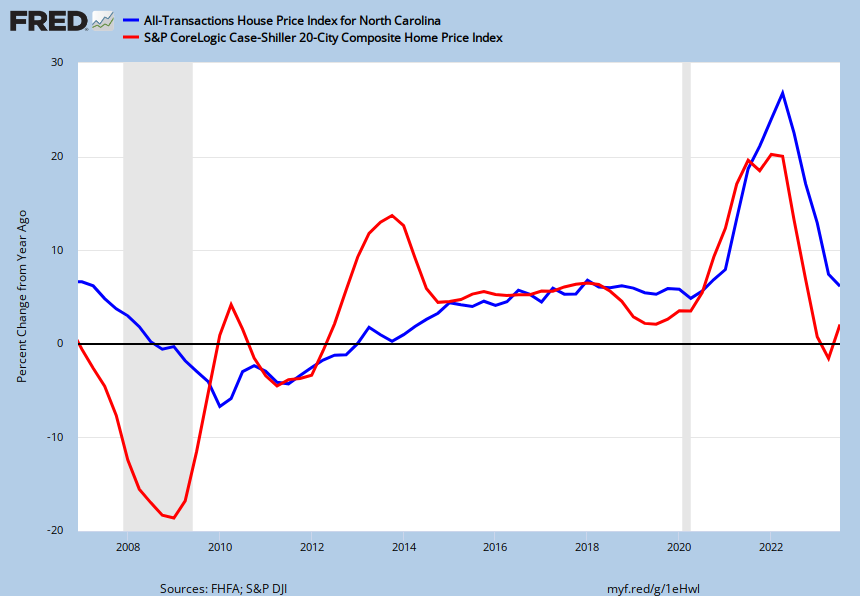 FRED
All-Transactions House Price Index for North Carolina
S&P CoreLogic Case-Shiller 20-City Composite Home Price Index
Percent Change from Year Ago
30
20
10
0
-10
-20
2008 2010 2012 2014 2016 2018 2020 2022
Sources: FHFA; S&P DJI
myf.red/g/1eHwl